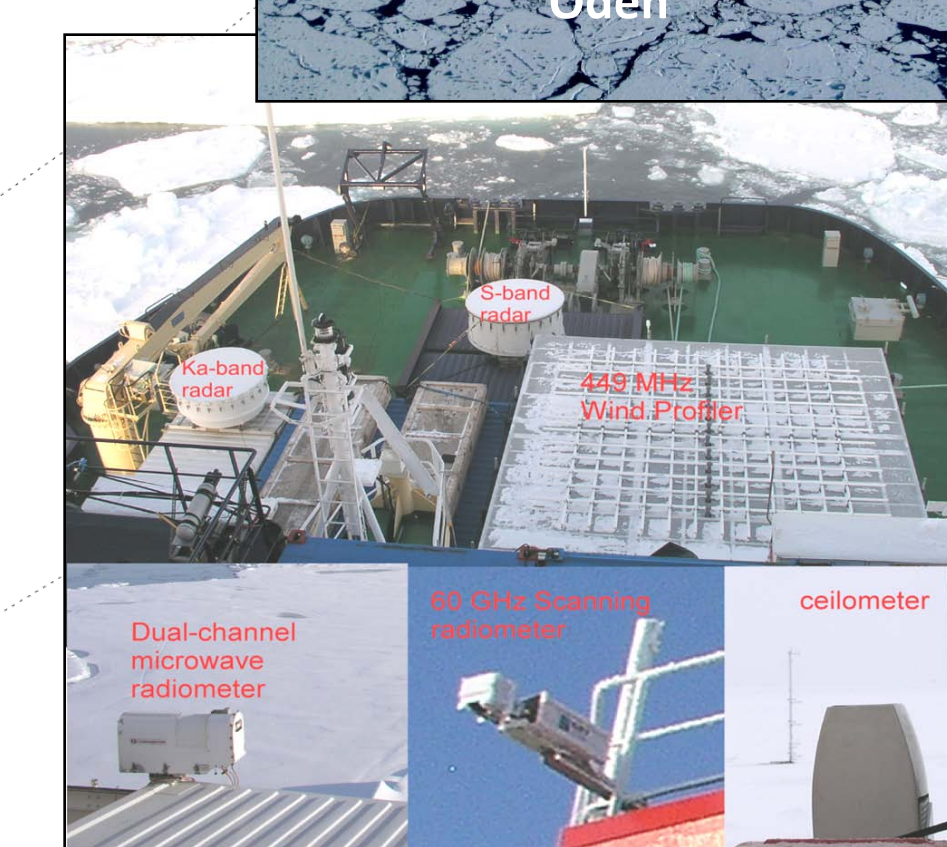 Oden
S-band
radar
Ka-band
radar
449 MHz
Wind Profiler
Dual-channel
microwave
radiometer
60 GHz Scanning
radiometer
ceilometer